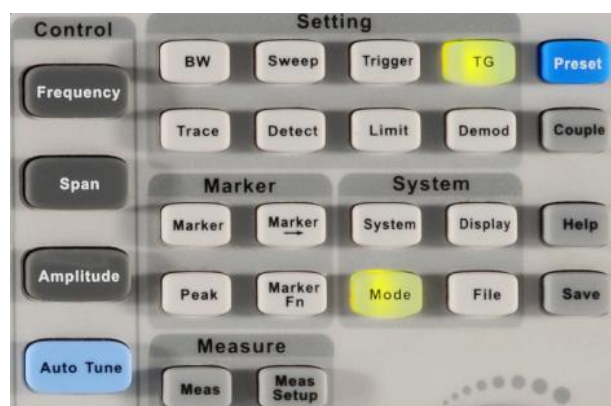 Control
Frequency
Span
Amplitude
Auto Tune
Setting
BW
Sweep
Trigger
TG
Trace
Detect
Limit
Demod
Marker
Marker
Marker
→
Peak
Marker
Fn
System
System
Display
Mode
File
Measure
Meas
Meas
Setup
Preset
Couple
Help
Save